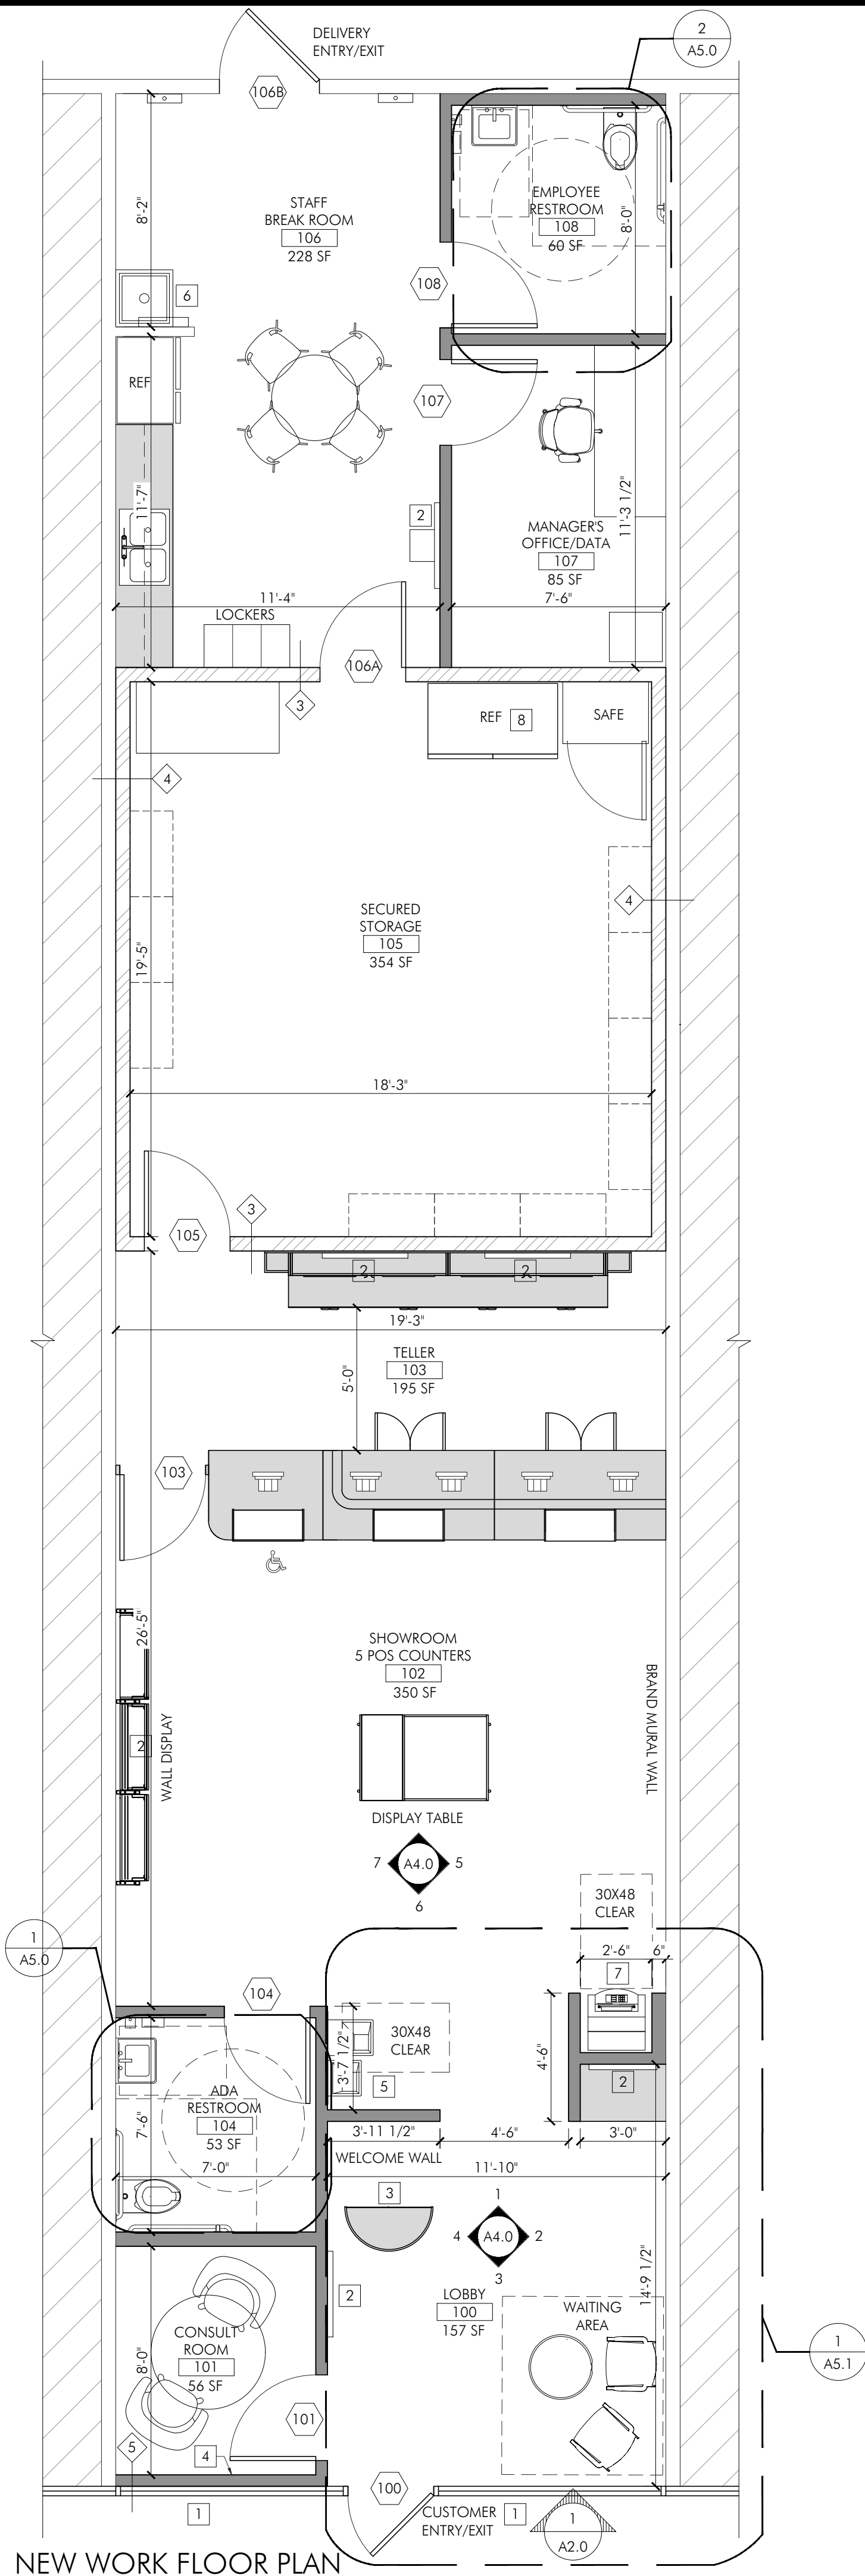 DELIVERY
ENTRY/EXIT
2
A5.0
106B
8'-2"
STAFF
BREAK ROOM
106
228 SF
EMPLOYEE
RESTROOM
108
60 SF
8'-0"
6
108
REF
107
11'-7"
2
11'-3 1/2"
MANAGER'S
OFFICE/DATA
107
85 SF
11'-4"
7'-6"
LOCKERS
106A
3
REF
8
SAFE
4
4
SECURED
STORAGE
105
354 SF
19'-5"
18'-3"
3
105
2
2
19'-3"
TELLER
103
195 SF
5'-0"
103
26'-5"
SHOWROOM
5 POS COUNTERS
102
350 SF
BRAND MURAL WALL
2
WALL DISPLAY
DISPLAY TABLE
7
A4.0
5
6
30X48
CLEAR
1
A5.0
2'-6"
6"
7
104
30X48
CLEAR
3'-7 1/2"
4'-6"
5
2
ADA
RESTROOM
104
53 SF
7'-6"
7'-0"
3'-11 1/2"
4'-6"
3'-0"
WELCOME WALL
11'-10"
3
1
4
A4.0
2
3
14'-9 1/2"
2
LOBBY
100
157 SF
WAITING
AREA
CONSULT
ROOM
101
56 SF
8'-0"
1
A5.1
101
5
4
100
1
CUSTOMER
ENTRY/EXIT
1
1
A2.0
NEW WORK FLOOR PLAN